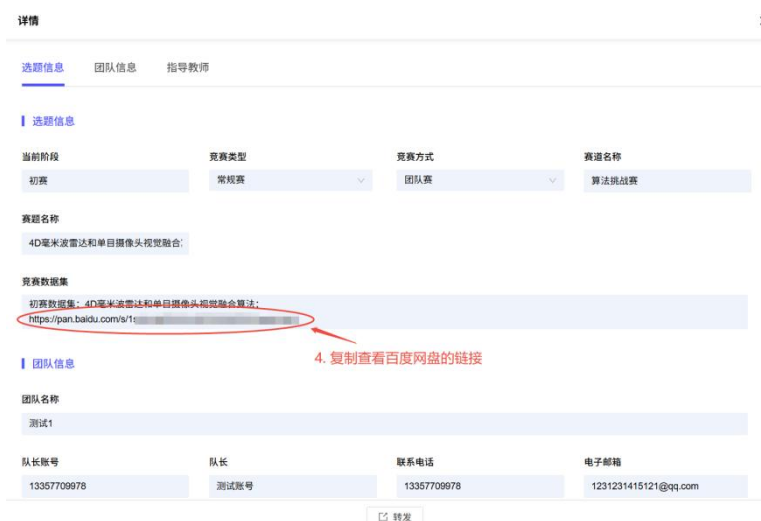 详情
选题信息 团队信息 指导教师
选题信息
当前阶段 竞赛类型 竞赛方式 赛道名称
初赛 常规赛 团队赛 算法挑战赛
赛题名称
4D毫米波雷达和单目摄像头视觉融合
竞赛数据集
初赛数据集：4D毫米波雷达和单目摄像头视觉融合算法：
https://pan.baidu.com/s/1
4. 复制查看百度网盘的链接
团队信息
团队名称
测试1
队长账号 队长 联系电话 电子邮箱
13357709978 测试账号 13357709978 1231231415121@qq.com
转发